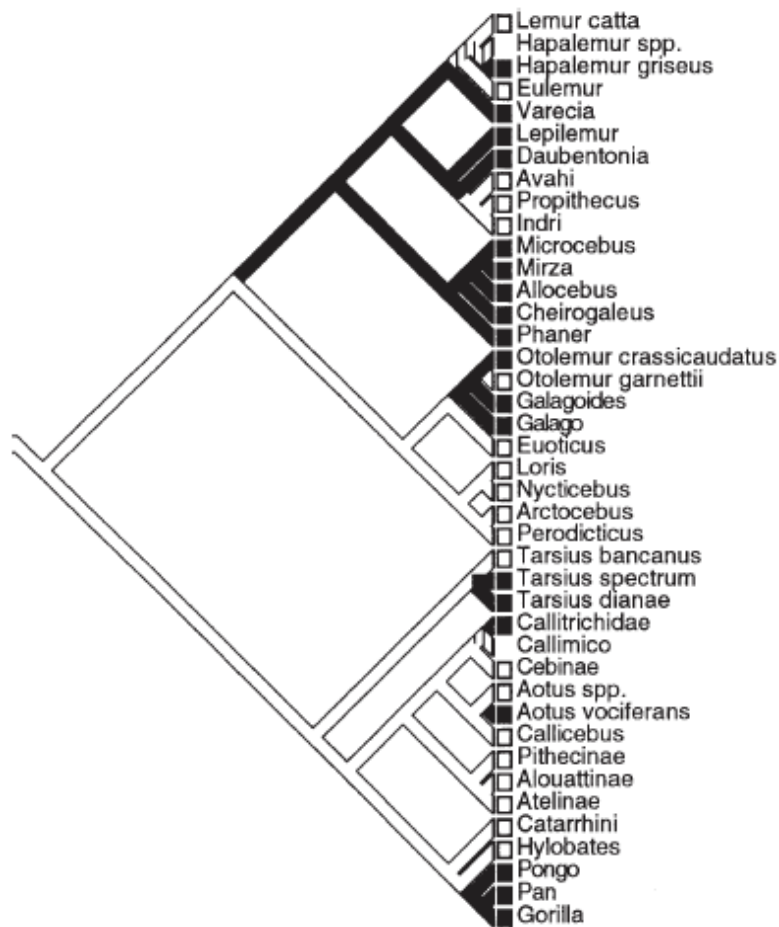 Lemur catta
Hapalemur spp.
Hapalemur griseus
Eulemur
Varecia
Lepilemur
Daubentonia
Avahi
Propithecus
Indri
Microcebus
Mirza
Allocebus
Cheirogaleus
Phaner
Otolemur crassicaudatus
Otolemur garnettii
Galagoides
Galago
Euoticus
Loris
Nycticebus
Arctocebus
Perodicticus
Tarsius bancanus
Tarsius spectrum
Tarsius dianae
Callitrichidae
Callimico
Cebinae
Aotus spp.
Aotus vociferans
Callicebus
Pithecinae
Alouattinae
Atelinae
Catarrhini
Hylobates
Pongo
Pan
Gorilla